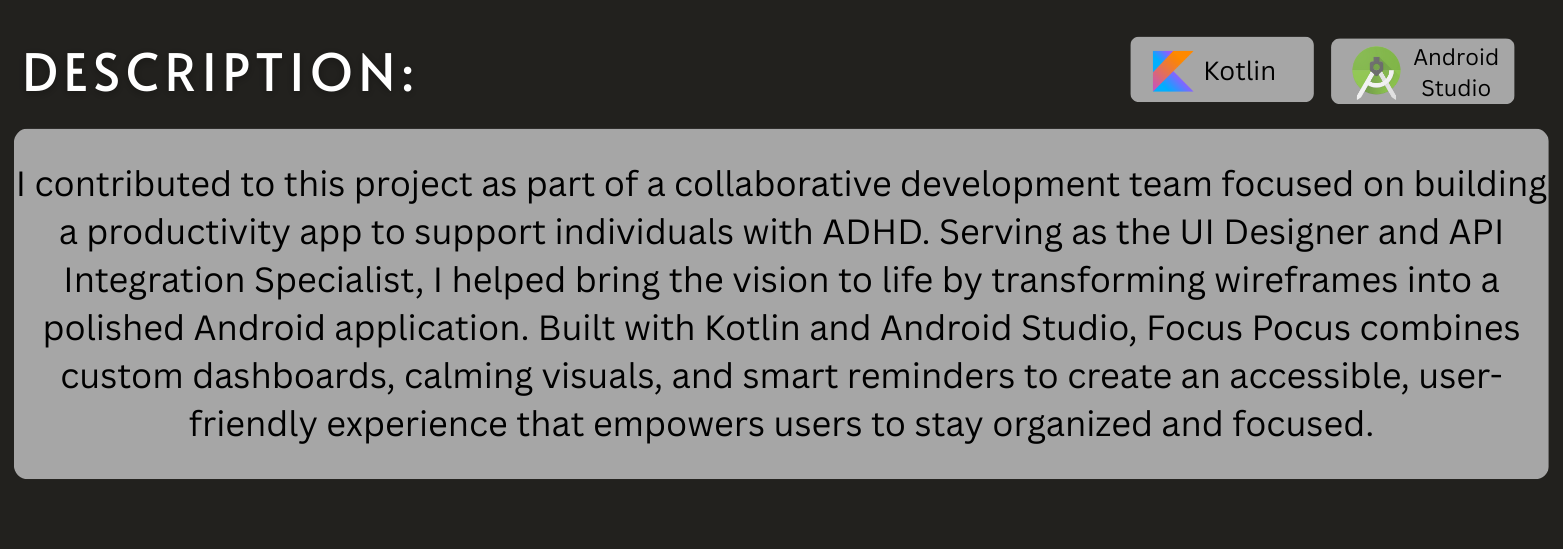 DESCRIPTION:
Kotlin
Android
Studio
I contributed to this project as part of a collaborative development team focused on building
a productivity app to support individuals with ADHD. Serving as the UI Designer and API
Integration Specialist, I helped bring the vision to life by transforming wireframes into a
polished Android application. Built with Kotlin and Android Studio, Focus Pocus combines
custom dashboards, calming visuals, and smart reminders to create an accessible, user-
friendly experience that empowers users to stay organized and focused.